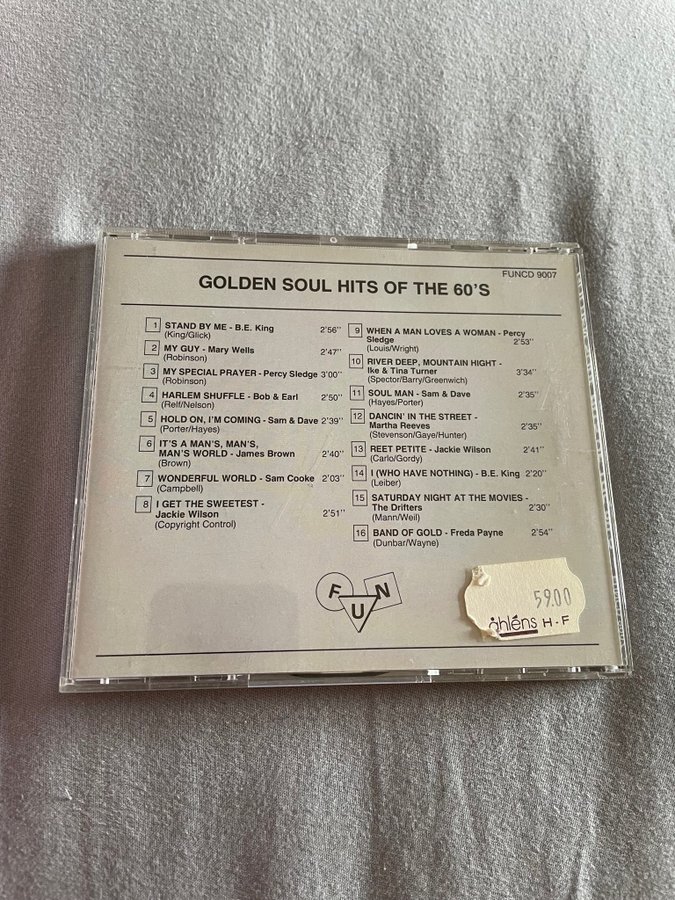 FUNCD 9007
GOLDEN SOUL HITS OF THE 60'S
1 STAND BY ME - B.E. King 2'56"
(King/Glick)
2 MY GUY - Mary Wells 2'47"
(Robinson)
3 MY SPECIAL PRAYER - Percy Sledge 3'00"
(Robinson)
4 HARLEM SHUFFLE - Bob & Earl 2'50"
(Relf/Nelson)
5 HOLD ON, I'M COMING - Sam & Dave 2'39"
(Porter/Hayes)
6 IT'S A MAN'S, MAN'S,
MAN'S WORLD - James Brown 2'40"
(Brown)
7 WONDERFUL WORLD - Sam Cooke 2'03"
(Campbell)
8 I GET THE SWEETEST -
Jackie Wilson 2'51"
(Copyright Control)
9 WHEN A MAN LOVES A WOMAN - Percy
Sledge 2'53"
(Louis/Wright)
10 RIVER DEEP, MOUNTAIN HIGHT -
Ike & Tina Turner 3'34"
(Spector/Barry/Greenwich)
11 SOUL MAN - Sam & Dave 2'35"
(Hayes/Porter)
12 DANCIN' IN THE STREET -
Martha Reeves 2'35"
(Stevenson/Gaye/Hunter)
13 REET PETITE - Jackie Wilson 2'41"
(Carlo/Gordy)
14 I (WHO HAVE NOTHING) - B.E. King 2'20"
(Leiber)
15 SATURDAY NIGHT AT THE MOVIES -
The Drifters 2'30"
(Mann/Weil)
16 BAND OF GOLD - Freda Payne 2'54"
(Dunbar/Wayne)
FUN
59.00
åhléns H-F